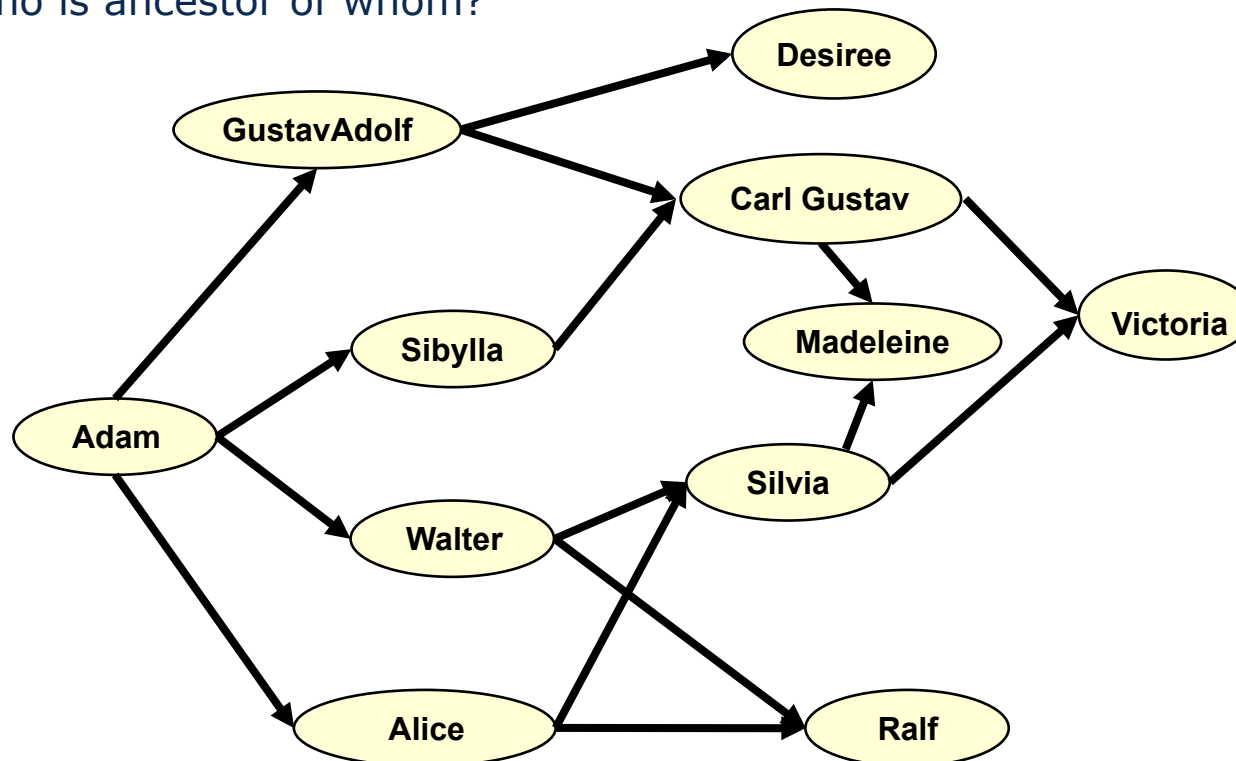 ho is ancestor of whom?
Desiree
GustavAdolf
Carl Gustav
Victoria
Madeleine
Sibylla
Adam
Silvia
Walter
Alice
Ralf